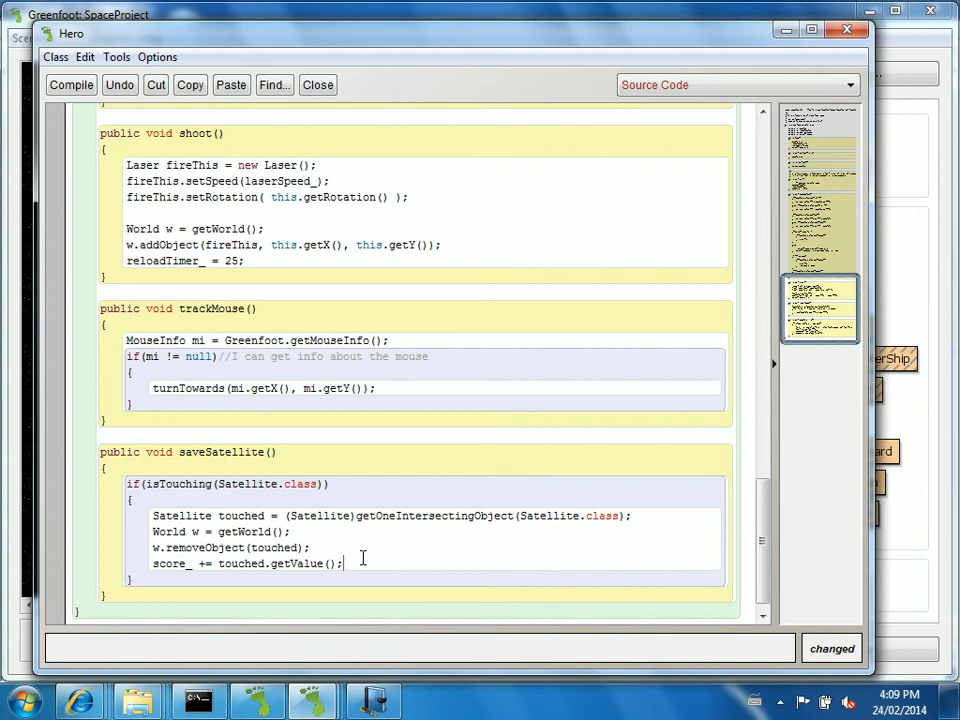 Greenfoot: SpaceProject
Hero
Class Edit Tools Options
Compile Undo Cut Copy Paste Find... Close Source Code
public void shoot()
{
Laser fireThis = new Laser();
fireThis.setSpeed(laserSpeed_);
fireThis.setRotation( this.getRotation() );
World w = getWorld();
w.addObject(fireThis, this.getX(), this.getY());
reloadTimer_ = 25;
}
public void trackMouse()
{
MouseInfo mi = Greenfoot.getMouseInfo();
if(mi != null)//I can get info about the mouse
{
turnTowards(mi.getX(), mi.getY());
}
}
public void saveSatellite()
{
if(isTouching(Satellite.class))
{
Satellite touched = (Satellite)getOneIntersectingObject(Satellite.class);
World w = getWorld();
w.removeObject(touched);
score_ += touched.getValue();
}
}
}
erShip
ard
changed
4:09 PM
24/02/2014